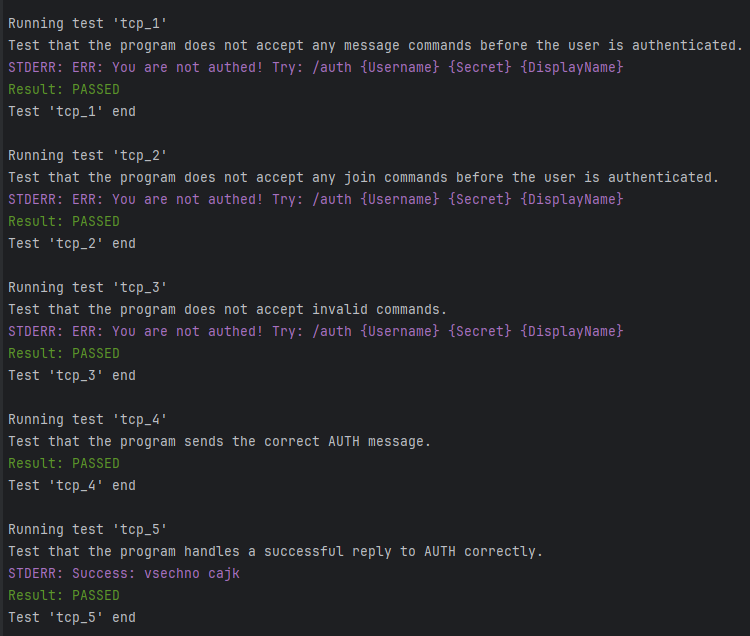 Running test 'tcp_1'
Test that the program does not accept any message commands before the user is authenticated.
STDERR: ERR: You are not authed! Try: /auth {Username} {Secret} {DisplayName}
Result: PASSED
Test 'tcp_1' end
Running test 'tcp_2'
Test that the program does not accept any join commands before the user is authenticated.
STDERR: ERR: You are not authed! Try: /auth {Username} {Secret} {DisplayName}
Result: PASSED
Test 'tcp_2' end
Running test 'tcp_3'
Test that the program does not accept invalid commands.
STDERR: ERR: You are not authed! Try: /auth {Username} {Secret} {DisplayName}
Result: PASSED
Test 'tcp_3' end
Running test 'tcp_4'
Test that the program sends the correct AUTH message.
Result: PASSED
Test 'tcp_4' end
Running test 'tcp_5'
Test that the program handles a successful reply to AUTH correctly.
STDERR: Success: vsechno cajk
Result: PASSED
Test 'tcp_5' end